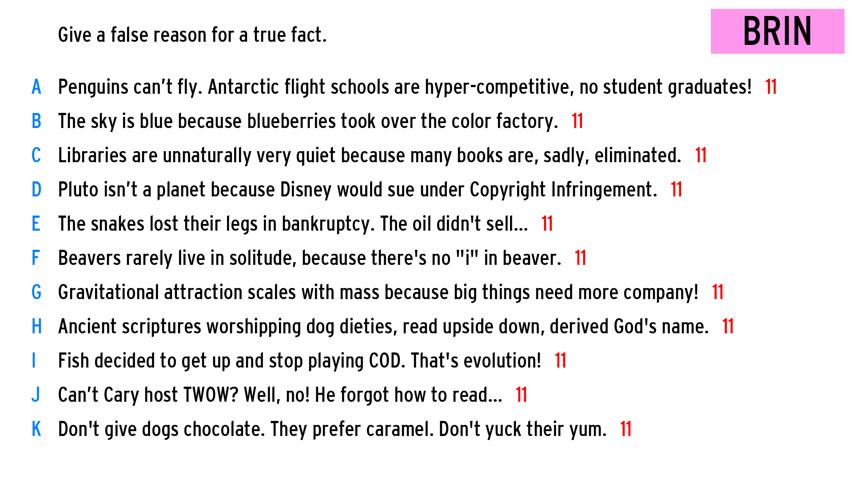 Give a false reason for a true fact.
BRIN
A Penguins can't fly. Antarctic flight schools are hyper-competitive, no student graduates! 11
B The sky is blue because blueberries took over the color factory. 11
C Libraries are unnaturally very quiet because many books are, sadly, eliminated. 11
D Pluto isn't a planet because Disney would sue under Copyright Infringement. 11
E The snakes lost their legs in bankruptcy. The oil didn't sell... 11
F Beavers rarely live in solitude, because there's no "i" in beaver. 11
G Gravitational attraction scales with mass because big things need more company! 11
H Ancient scriptures worshipping dog dieties, read upside down, derived God's name. 11
I Fish decided to get up and stop playing COD. That's evolution! 11
J Can't Cary host TWOW? Well, no! He forgot how to read... 11
K Don't give dogs chocolate. They prefer caramel. Don't yuck their yum. 11